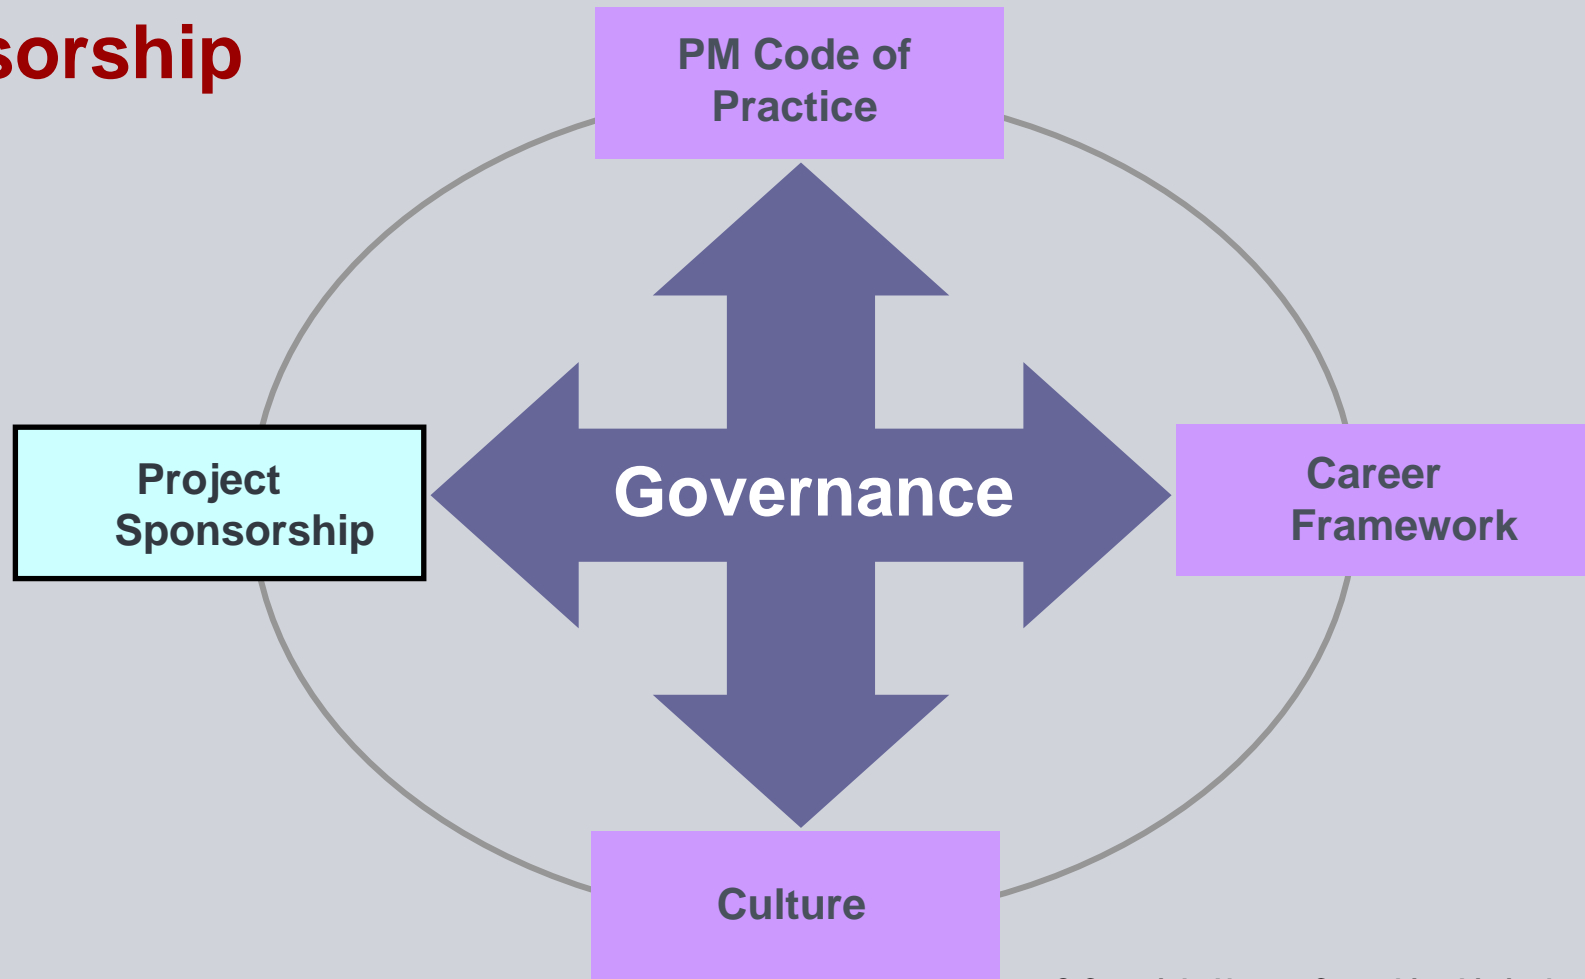 sorship
PM Code of
Practice
Project
Sponsorship
Governance
Career
Framework
Culture